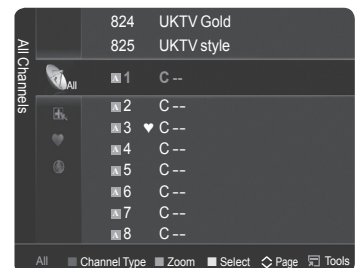 824 UKTV Gold
825 UKTV style
All Channels
All
A 1 C --
A 2 C --
A 3 ♥ C --
A 4 C --
A 5 C --
A 6 C --
A 7 C --
A 8 C --
All Channel Type Zoom Select Page Tools